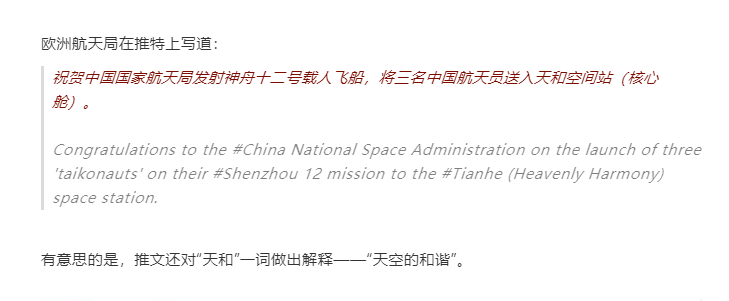 欧洲航天局在推特上写道：
祝贺中国国家航天局发射神舟十二号载人飞船，将三名中国航天员送入天和空间站（核心
舱）。
Congratulations to the #China National Space Administration on the launch of three
'taikonauts' on their #Shenzhou 12 mission to the #Tianhe (Heavenly Harmony)
space station.
有意思的是，推文还对“天和”一词做出解释——“天空的和谐”。